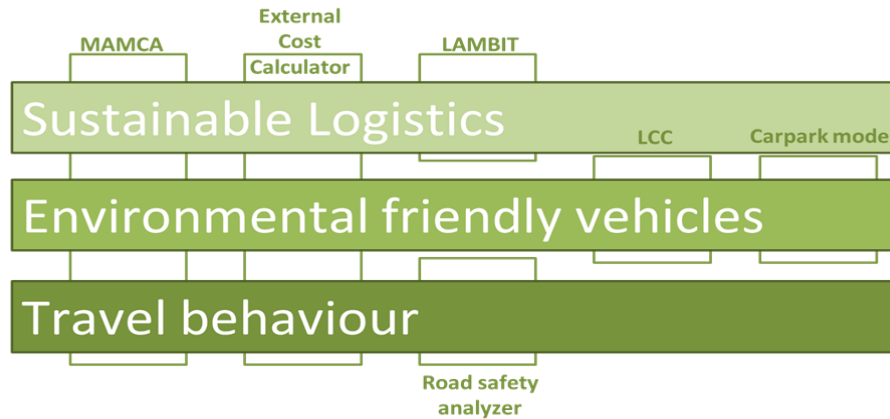 MAMCA
External
Cost
Calculator
LAMBIT
Sustainable Logistics
LCC
Carpark mode
Environmental friendly vehicles
Travel behaviour
Road safety
analyzer